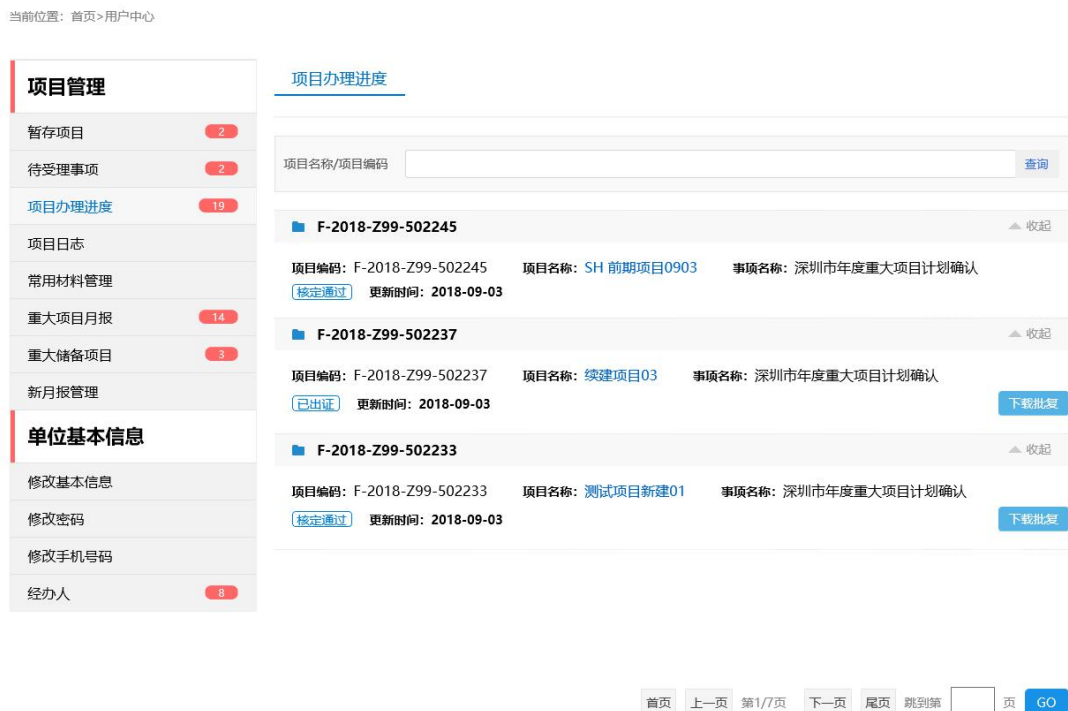 当前位置：首页>用户中心
项目管理
暂存项目 2
待受理事项 2
项目办理进度 19
项目日志
常用材料管理
重大项目月报 14
重大储备项目 3
新月报管理
单位基本信息
修改基本信息
修改密码
修改手机号码
经办人 8
项目办理进度
项目名称/项目编码 查询
F-2018-Z99-502245 收起
项目编码：F-2018-Z99-502245 项目名称：SH 前期项目0903 事项名称：深圳市年度重大项目计划确认
核定通过 更新时间：2018-09-03
F-2018-Z99-502237 收起
项目编码：F-2018-Z99-502237 项目名称：续建项目03 事项名称：深圳市年度重大项目计划确认
已出证 更新时间：2018-09-03 下载批复
F-2018-Z99-502233 收起
项目编码：F-2018-Z99-502233 项目名称：测试项目新建01 事项名称：深圳市年度重大项目计划确认
核定通过 更新时间：2018-09-03 下载批复
首页 上一页 第1/7页 下一页 尾页 跳到第 页 GO